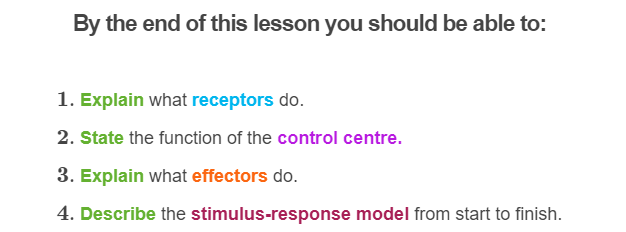 By the end of this lesson you should be able to:
1. Explain what receptors do.
2. State the function of the control centre.
3. Explain what effectors do.
4. Describe the stimulus-response model from start to finish.